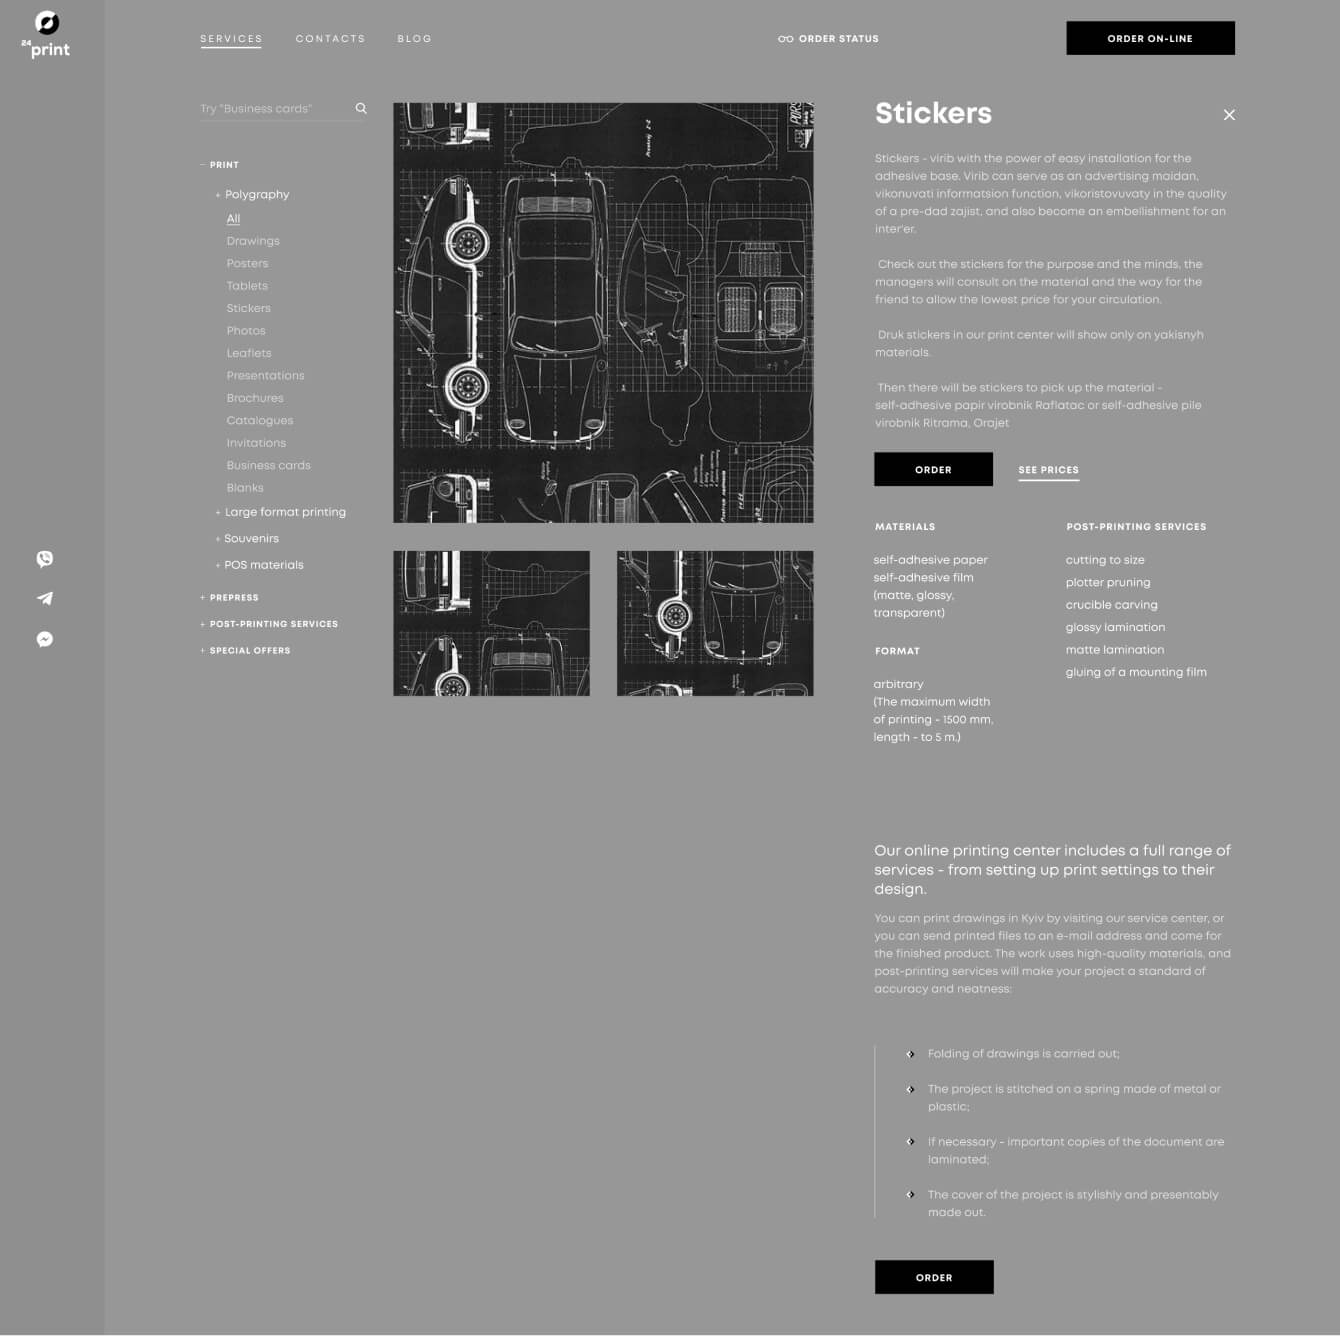 24
print
SERVICES
CONTACTS
BLOG
ORDER STATUS
ORDER ON-LINE
Try "Business cards"
– PRINT
+ Polygraphy
All
Drawings
Posters
Tablets
Stickers
Photos
Leaflets
Presentations
Brochures
Catalogues
Invitations
Business cards
Blanks
+ Large format printing
+ Souvenirs
+ POS materials
+ PREPRESS
+ POST-PRINTING SERVICES
+ SPECIAL OFFERS
Stickers
Stickers - virib with the power of easy installation for the
adhesive base. Virib can serve as an advertising maidan,
vikonuvati informatsion function, vikoristovuvaty in the quality
of a pre-dad zajist, and also become an embellishment for an
inter'er.
Check out the stickers for the purpose and the minds, the
managers will consult on the material and the way for the
friend to allow the lowest price for your circulation.
Druk stickers in our print center will show only on yakisnyh
materials.
Then there will be stickers to pick up the material -
self-adhesive papir virobnik Raflatac or self-adhesive pile
virobnik Ritrama, Orajet
ORDER
SEE PRICES
MATERIALS
self-adhesive paper
self-adhesive film
(matte, glossy,
transparent)
FORMAT
arbitrary
(The maximum width
of printing - 1500 mm,
length - to 5 m.)
POST-PRINTING SERVICES
cutting to size
plotter pruning
crucible carving
glossy lamination
matte lamination
gluing of a mounting film
Our online printing center includes a full range of
services - from setting up print settings to their
design.
You can print drawings in Kyiv by visiting our service center, or
you can send printed files to an e-mail address and come for
the finished product. The work uses high-quality materials, and
post-printing services will make your project a standard of
accuracy and neatness:
Folding of drawings is carried out;
The project is stitched on a spring made of metal or
plastic;
If necessary - important copies of the document are
laminated;
The cover of the project is stylishly and presentably
made out.
ORDER